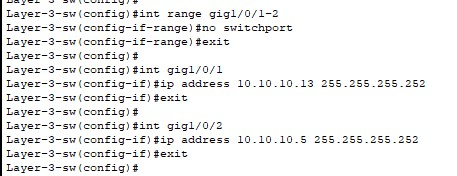 Layer-3-sw(config)#
Layer-3-sw(config)#int range gig1/0/1-2
Layer-3-sw(config-if-range)#no switchport
Layer-3-sw(config-if-range)#exit
Layer-3-sw(config)#
Layer-3-sw(config)#int gig1/0/1
Layer-3-sw(config-if)#ip address 10.10.10.13 255.255.255.252
Layer-3-sw(config-if)#exit
Layer-3-sw(config)#
Layer-3-sw(config)#int gig1/0/2
Layer-3-sw(config-if)#ip address 10.10.10.5 255.255.255.252
Layer-3-sw(config-if)#exit
Layer-3-sw(config)#